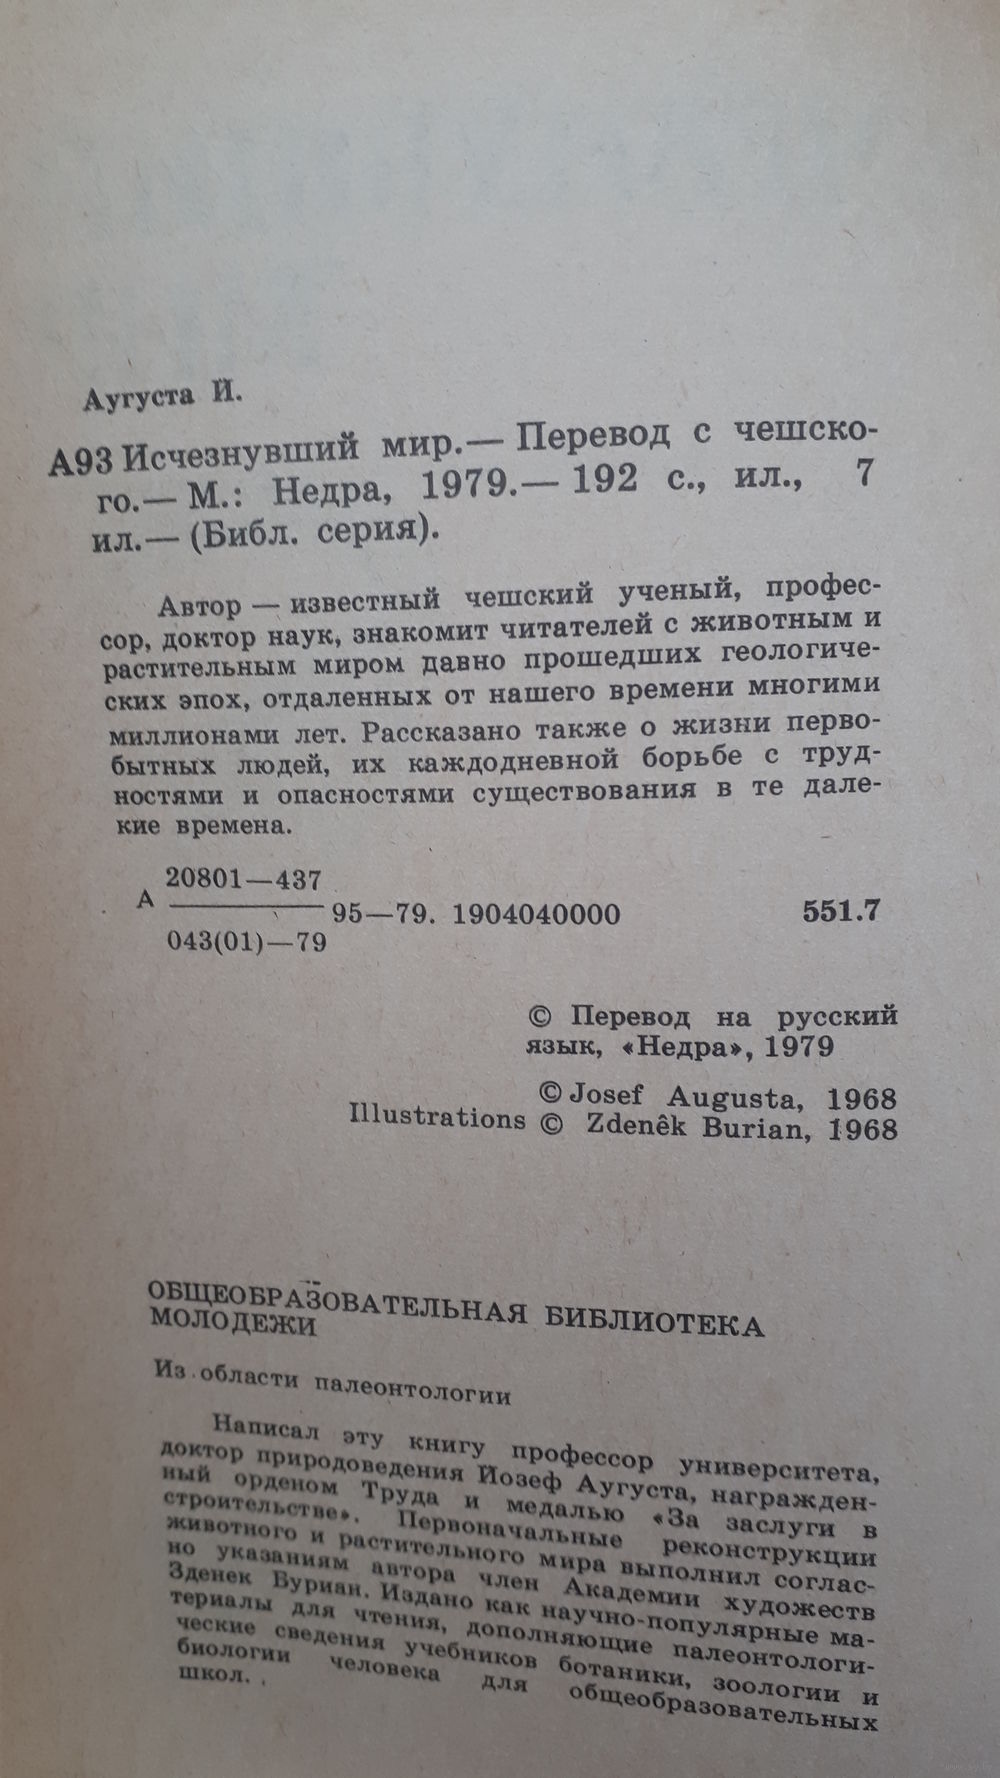 Аугуста Й.
А93 Исчезнувший мир.— Перевод с чешско-
го.— М.: Недра, 1979.— 192 с., ил., 7
ил.— (Библ. серия).
Автор — известный чешский ученый, профес-
сор, доктор наук, знакомит читателей с животным и
растительным миром давно прошедших геологиче-
ских эпох, отдаленных от нашего времени многими
миллионами лет. Рассказано также о жизни перво-
бытных людей, их каждодневной борьбе с труд-
ностями и опасностями существования в те дале-
кие времена.
20801—437
А 95—79. 1904040000 551.7
043(01)—79
© Перевод на русский
язык, «Недра», 1979
© Josef Augusta, 1968
Illustrations © Zdenêk Burian, 1968
ОБЩЕОБРАЗОВАТЕЛЬНАЯ БИБЛИОТЕКА
МОЛОДЕЖИ
Из области палеонтологии
Написал эту книгу профессор университета,
доктор природоведения Йозеф Аугуста, награжден-
ный орденом Труда и медалью «За заслуги в
строительстве». Первоначальные реконструкции
животного и растительного мира выполнил соглас-
но указаниям автора член Академии художеств
Зденек Буриан. Издано как научно-популярные ма-
териалы для чтения, дополняющие палеонтологи-
ческие сведения учебников ботаники, зоологии и
биологии человека для общеобразовательных
школ.